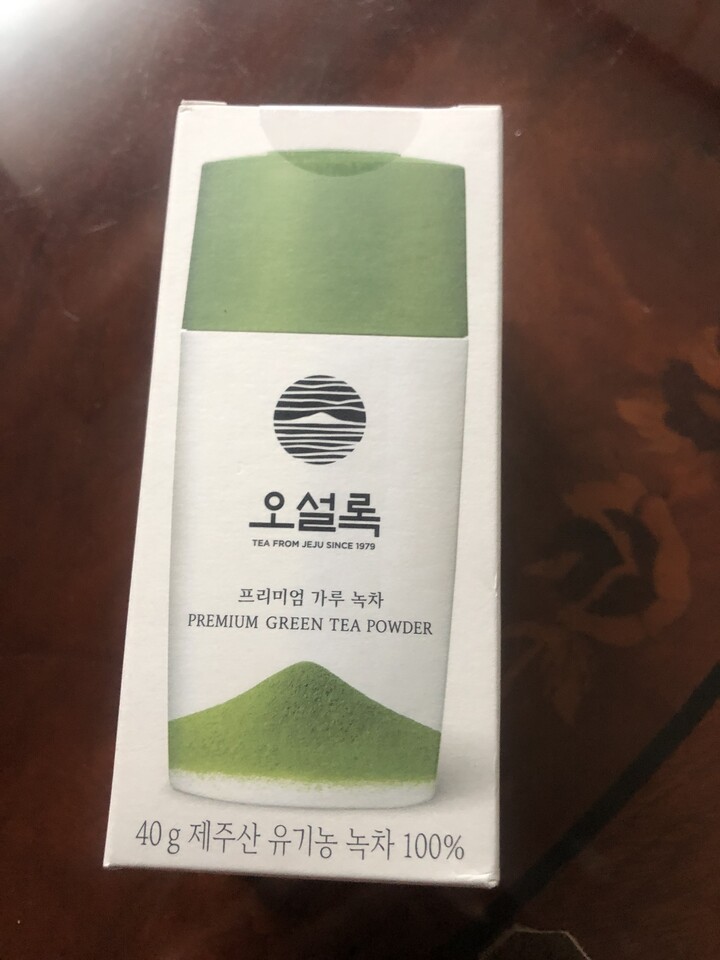 오설록
TEA FROM JEJU SINCE 1979
프리미엄 가루 녹차
PREMIUM GREEN TEA POWDER
40 g 제주산 유기농 녹차 100%